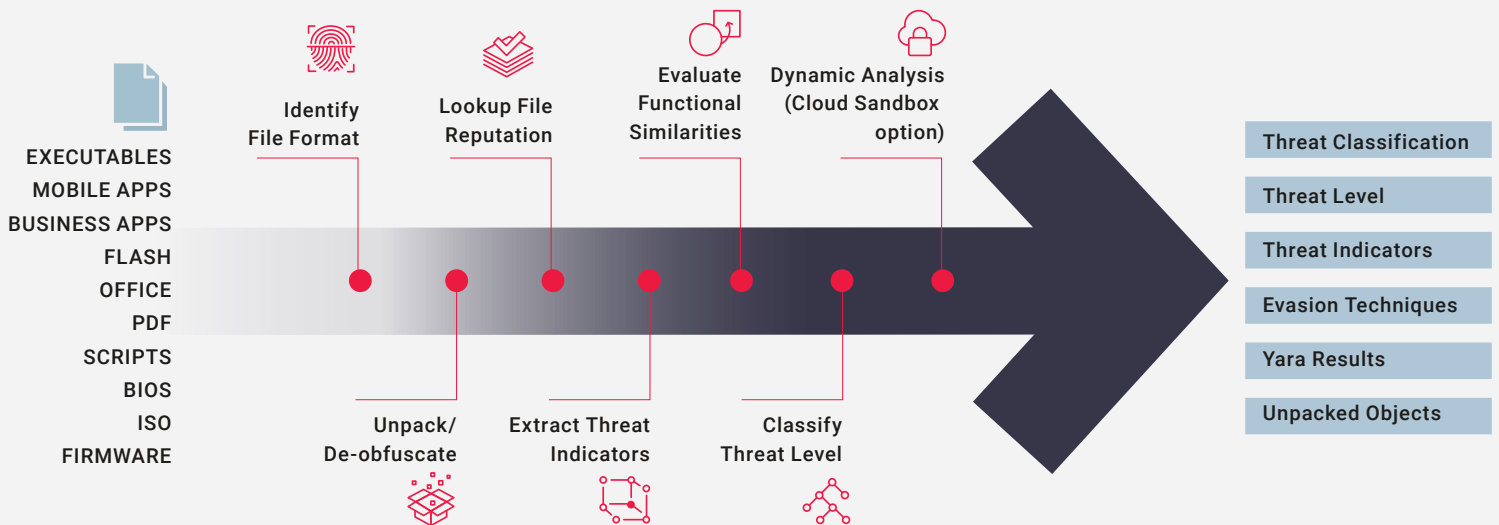 EXECUTABLES
MOBILE APPS
BUSINESS APPS
FLASH
OFFICE
PDF
SCRIPTS
BIOS
ISO
FIRMWARE
Identify
File Format
Unpack/
De-obfuscate
Lookup File
Reputation
Extract Threat
Indicators
Evaluate
Functional
Similarities
Classify
Threat Level
Dynamic Analysis
(Cloud Sandbox
option)
Threat Classification
Threat Level
Threat Indicators
Evasion Techniques
Yara Results
Unpacked Objects